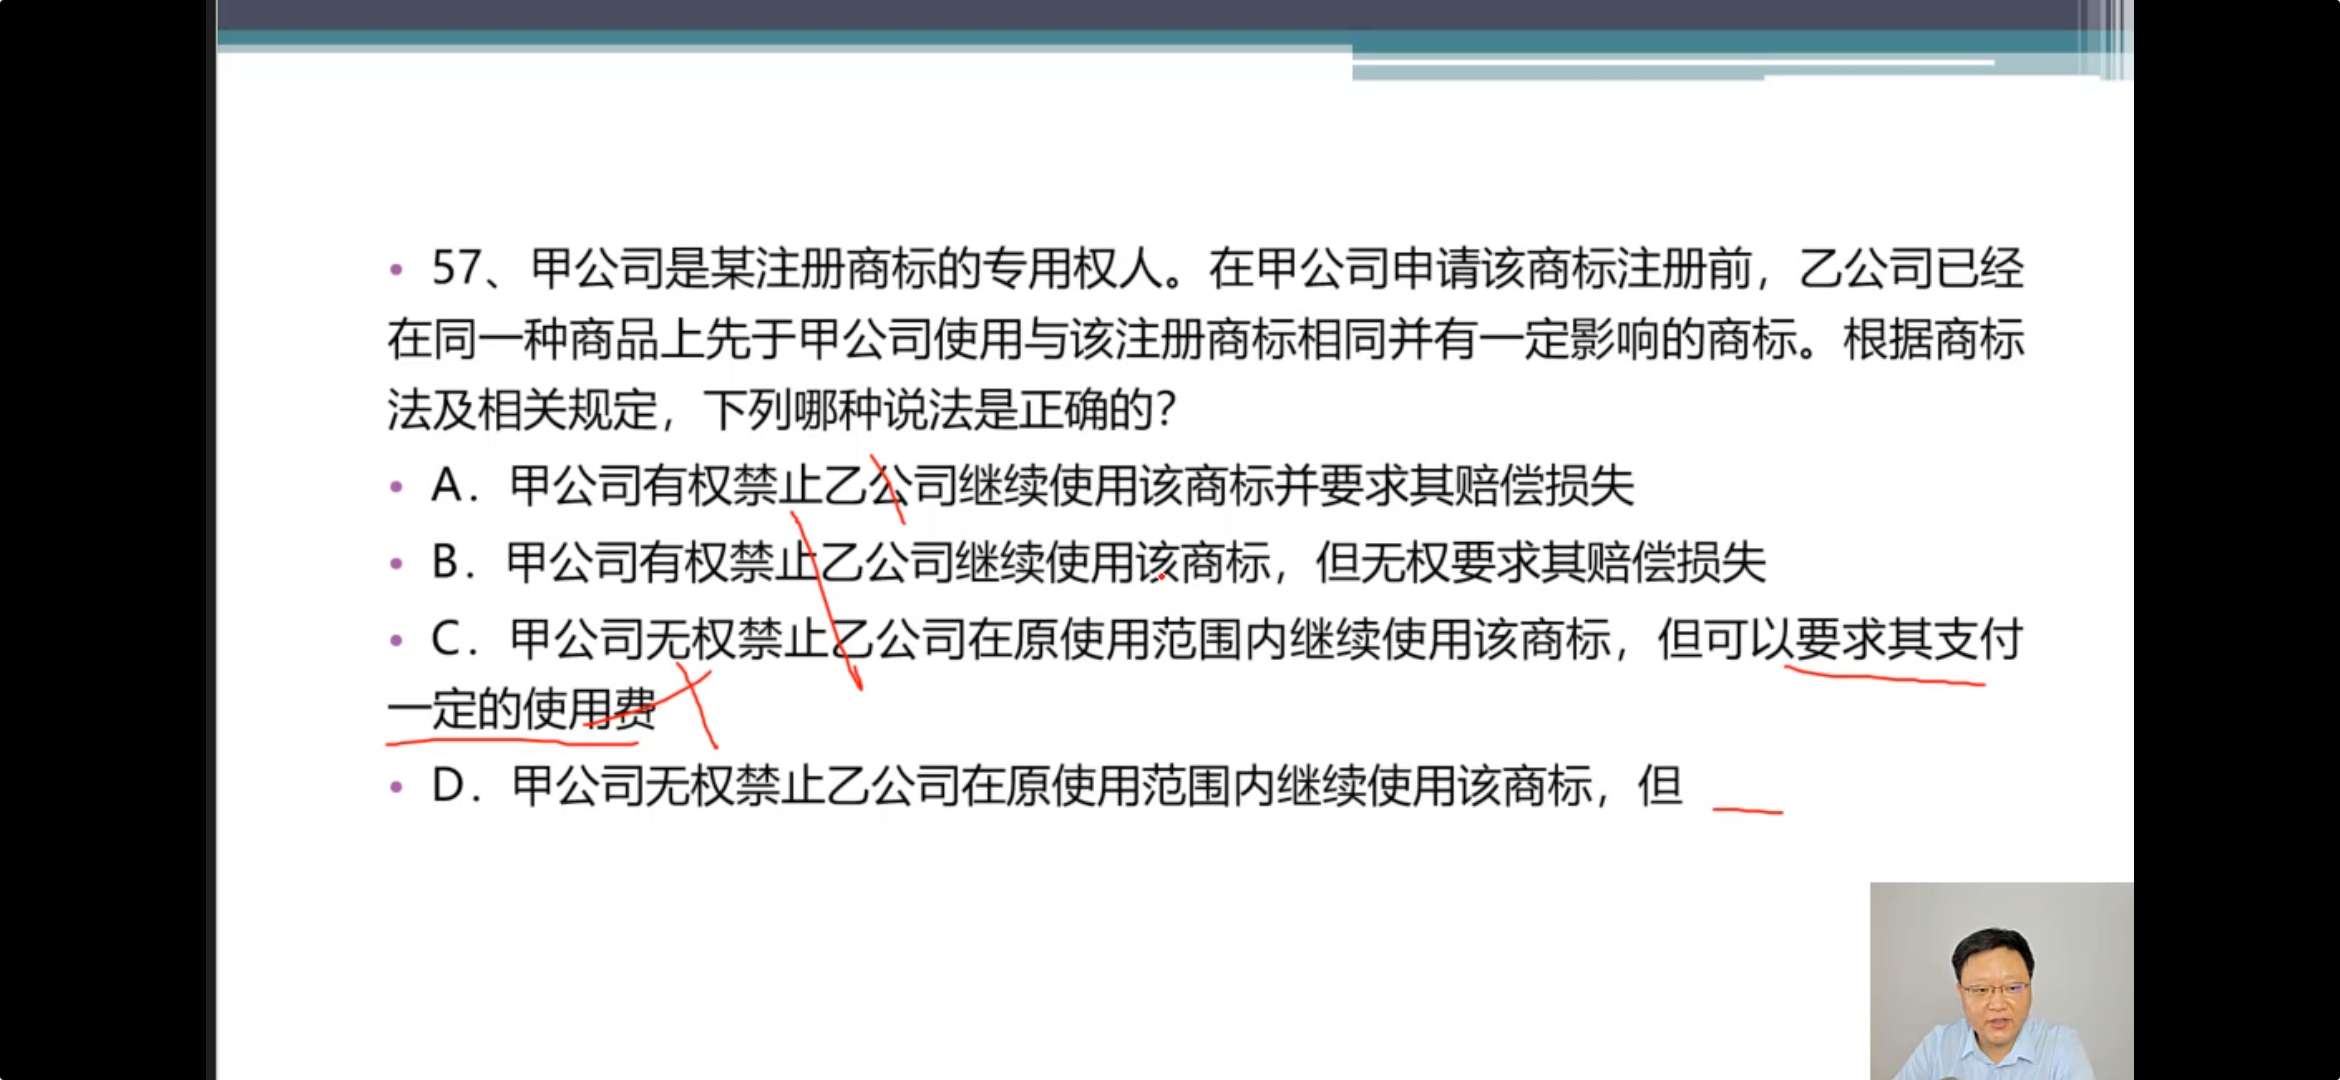 57、甲公司是某注册商标的专用权人。在甲公司申请该商标注册前，乙公司已经
在同一种商品上先于甲公司使用与该注册商标相同并有一定影响的商标。根据商标
法及相关规定，下列哪种说法是正确的？
A．甲公司有权禁止乙公司继续使用该商标并要求其赔偿损失
B．甲公司有权禁止乙公司继续使用该商标，但无权要求其赔偿损失
C．甲公司无权禁止乙公司在原使用范围内继续使用该商标，但可以要求其支付
一定的使用费
D．甲公司无权禁止乙公司在原使用范围内继续使用该商标，但